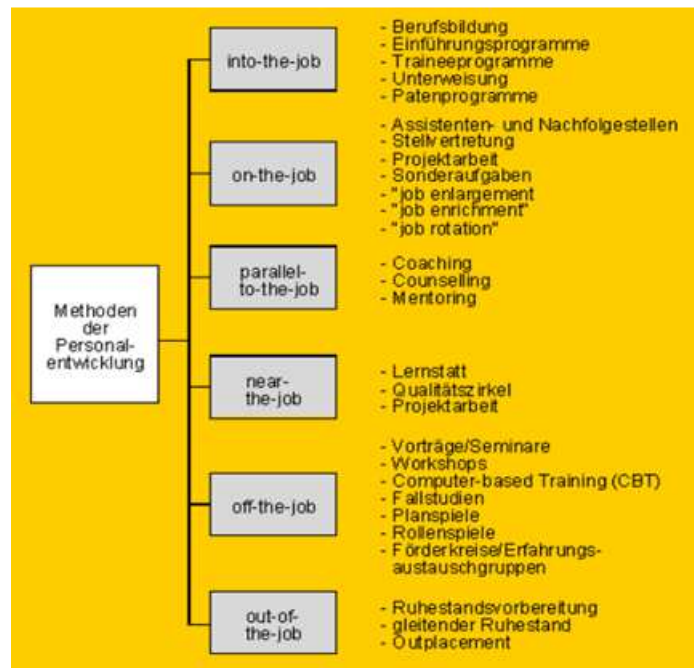 Methoden
der
Personal-
entwicklung
into-the-job
- Berufsbildung
- Einführungsprogramme
- Traineeprogramme
- Unterweisung
- Patenprogramme
on-the-job
- Assistenten- und Nachfolgestellen
- Stellvertretung
- Projektarbeit
- Sonderaufgaben
- "job enlargement
- "job enrichment"
- "job rotation"
parallel-
to-the-job
- Coaching
- Counselling
- Mentoring
near-
the-job
- Lernstatt
- Qualitätszirkel
- Projektarbeit
off-the-job
- Vorträge/Seminare
- Workshops
- Computer-based Training (CBT)
- Fallstudien
- Planspiele
- Rollenspiele
- Förderkreise/Erfahrungs-
austauschgruppen
out-of-
the-job
- Ruhestandsvorbereitung
- gleitender Ruhestand
- Outplacement